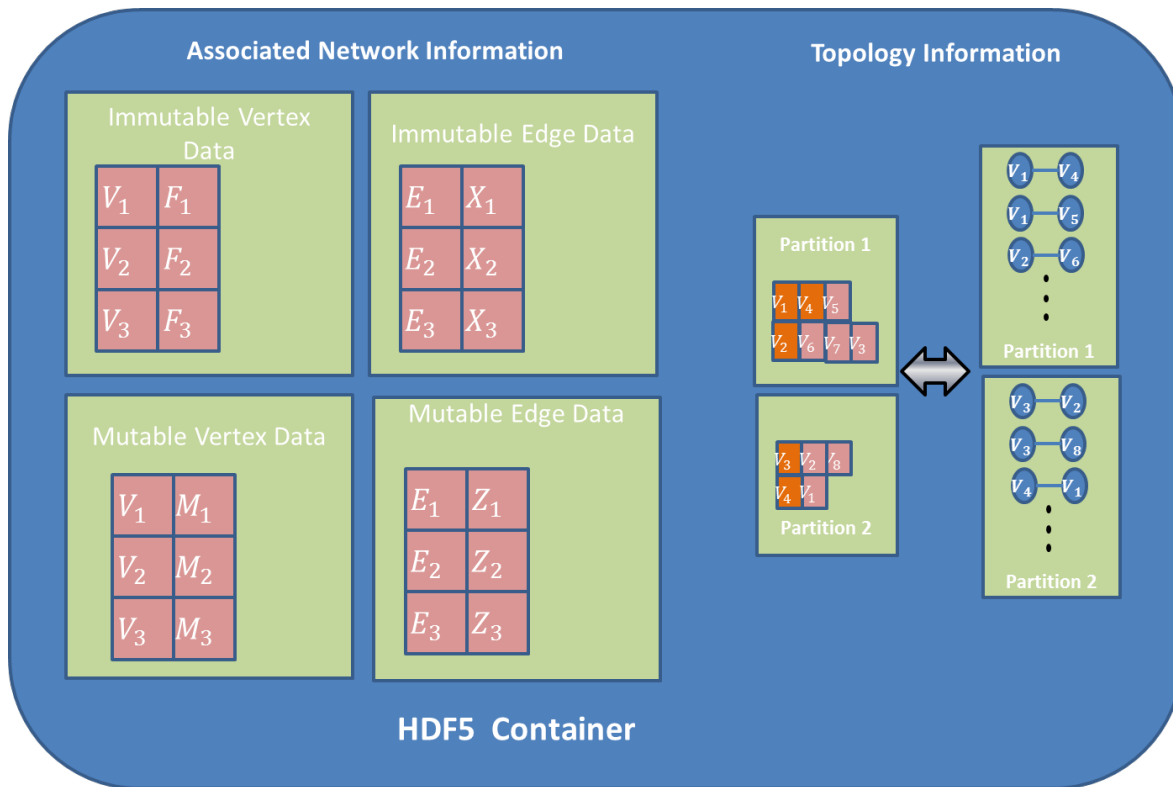 Associated Network Information
Topology Information
Immutable Vertex
Data
V₁ F₁
V₂ F₂
V₃ F₃
Immutable Edge Data
E₁ X₁
E₂ X₂
E₃ X₃
Mutable Vertex Data
V₁ M₁
V₂ M₂
V₃ M₃
Mutable Edge Data
E₁ Z₁
E₂ Z₂
E₃ Z₃
Partition 1
V₁ V₄ V₅
V₂ V₆ V₇ V₃
V₃ V₂ V₈
V₄ V₁
Partition 2
V₁ V₄
V₁ V₅
V₂ V₆
Partition 1
V₃ V₂
V₃ V₈
V₄ V₁
Partition 2
HDF5 Container